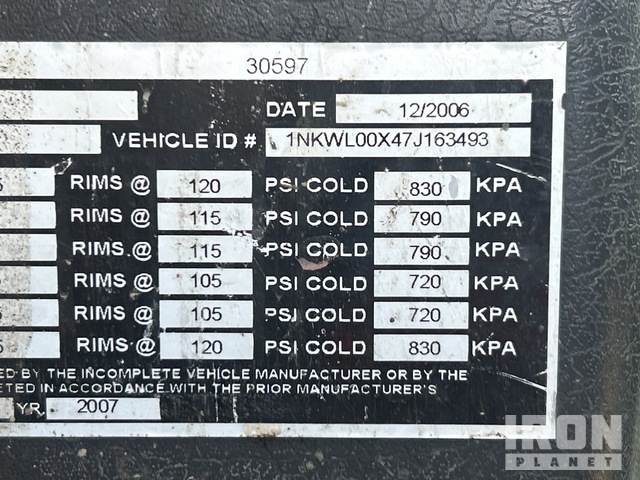 30597
DATE 12/2006
VEHICLE ID # 1NKWL00X47J163493
RIMS @ 120 PSI COLD 830 KPA
RIMS @ 115 PSI COLD 790 KPA
RIMS @ 115 PSI COLD 790 KPA
RIMS @ 105 PSI COLD 720 KPA
RIMS @ 105 PSI COLD 720 KPA
RIMS @ 120 PSI COLD 830 KPA
ED BY THE INCOMPLETE VEHICLE MANUFACTURER OR BY THE
ETED IN ACCORDANCE WITH THE PRIOR MANUFACTURER'S
YR. 2007
IRON
PLANET